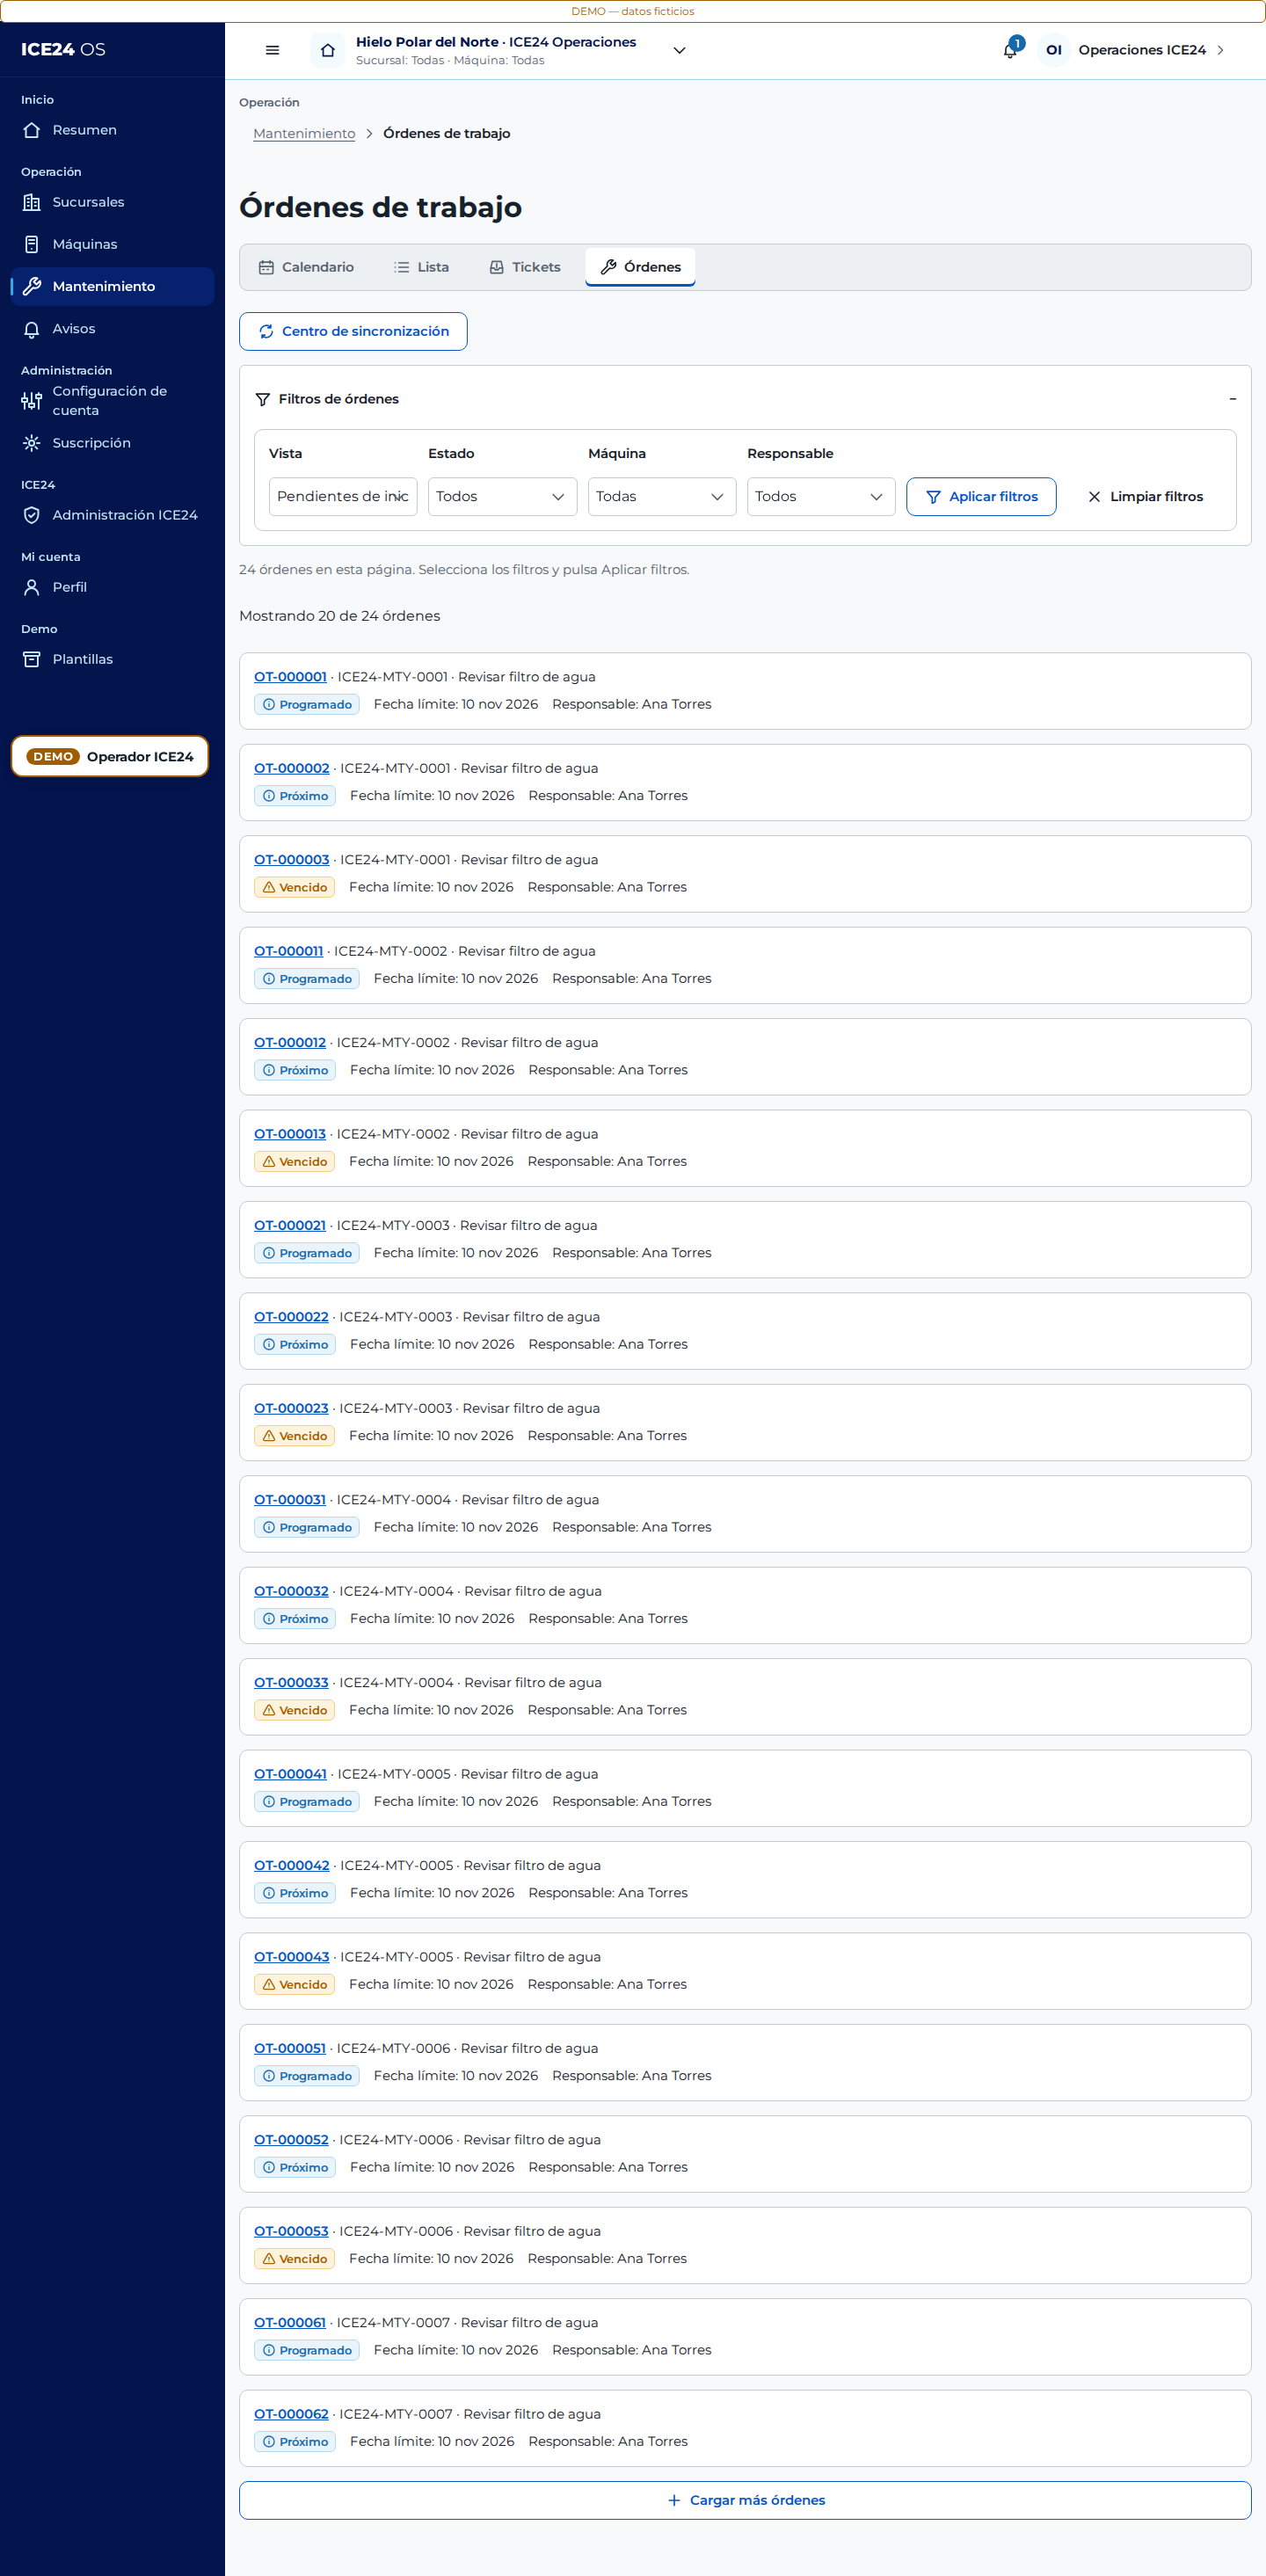 DEMO — datos ficticios
ICE24 OS
Inicio
Resumen
Operación
Sucursales
Máquinas
Mantenimiento
Avisos
Administración
Configuración de
cuenta
Suscripción
ICE24
Administración ICE24
Mi cuenta
Perfil
Demo
Plantillas
DEMO Operador ICE24
Hielo Polar del Norte · ICE24 Operaciones
Sucursal: Todas · Máquina: Todas
1
OI Operaciones ICE24
Operación
Mantenimiento > Órdenes de trabajo
Órdenes de trabajo
Calendario Lista Tickets Órdenes
Centro de sincronización
Filtros de órdenes −
Vista Estado Máquina Responsable
Pendientes de inic Todos Todas Todos Aplicar filtros Limpiar filtros
24 órdenes en esta página. Selecciona los filtros y pulsa Aplicar filtros.
Mostrando 20 de 24 órdenes
OT-000001 · ICE24-MTY-0001 · Revisar filtro de agua
Programado Fecha límite: 10 nov 2026 Responsable: Ana Torres
OT-000002 · ICE24-MTY-0001 · Revisar filtro de agua
Próximo Fecha límite: 10 nov 2026 Responsable: Ana Torres
OT-000003 · ICE24-MTY-0001 · Revisar filtro de agua
Vencido Fecha límite: 10 nov 2026 Responsable: Ana Torres
OT-000011 · ICE24-MTY-0002 · Revisar filtro de agua
Programado Fecha límite: 10 nov 2026 Responsable: Ana Torres
OT-000012 · ICE24-MTY-0002 · Revisar filtro de agua
Próximo Fecha límite: 10 nov 2026 Responsable: Ana Torres
OT-000013 · ICE24-MTY-0002 · Revisar filtro de agua
Vencido Fecha límite: 10 nov 2026 Responsable: Ana Torres
OT-000021 · ICE24-MTY-0003 · Revisar filtro de agua
Programado Fecha límite: 10 nov 2026 Responsable: Ana Torres
OT-000022 · ICE24-MTY-0003 · Revisar filtro de agua
Próximo Fecha límite: 10 nov 2026 Responsable: Ana Torres
OT-000023 · ICE24-MTY-0003 · Revisar filtro de agua
Vencido Fecha límite: 10 nov 2026 Responsable: Ana Torres
OT-000031 · ICE24-MTY-0004 · Revisar filtro de agua
Programado Fecha límite: 10 nov 2026 Responsable: Ana Torres
OT-000032 · ICE24-MTY-0004 · Revisar filtro de agua
Próximo Fecha límite: 10 nov 2026 Responsable: Ana Torres
OT-000033 · ICE24-MTY-0004 · Revisar filtro de agua
Vencido Fecha límite: 10 nov 2026 Responsable: Ana Torres
OT-000041 · ICE24-MTY-0005 · Revisar filtro de agua
Programado Fecha límite: 10 nov 2026 Responsable: Ana Torres
OT-000042 · ICE24-MTY-0005 · Revisar filtro de agua
Próximo Fecha límite: 10 nov 2026 Responsable: Ana Torres
OT-000043 · ICE24-MTY-0005 · Revisar filtro de agua
Vencido Fecha límite: 10 nov 2026 Responsable: Ana Torres
OT-000051 · ICE24-MTY-0006 · Revisar filtro de agua
Programado Fecha límite: 10 nov 2026 Responsable: Ana Torres
OT-000052 · ICE24-MTY-0006 · Revisar filtro de agua
Próximo Fecha límite: 10 nov 2026 Responsable: Ana Torres
OT-000053 · ICE24-MTY-0006 · Revisar filtro de agua
Vencido Fecha límite: 10 nov 2026 Responsable: Ana Torres
OT-000061 · ICE24-MTY-0007 · Revisar filtro de agua
Programado Fecha límite: 10 nov 2026 Responsable: Ana Torres
OT-000062 · ICE24-MTY-0007 · Revisar filtro de agua
Próximo Fecha límite: 10 nov 2026 Responsable: Ana Torres
Cargar más órdenes